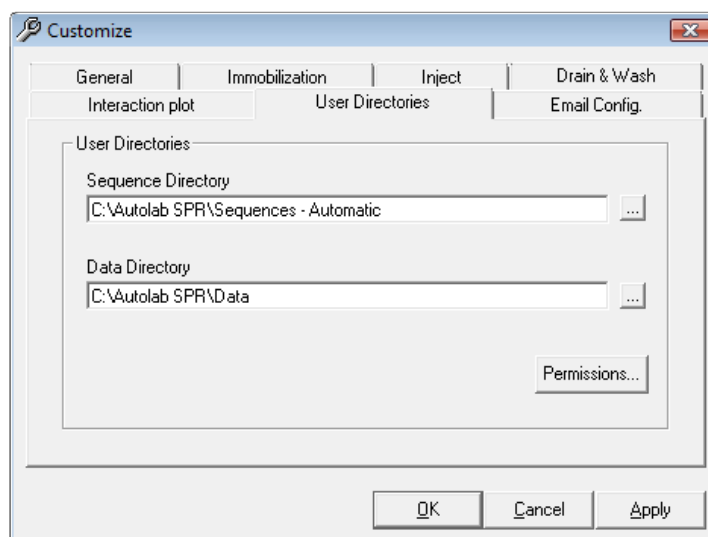 Customize
General Immobilization Inject Drain & Wash
Interaction plot User Directories Email Config.
User Directories
Sequence Directory
C:\Autolab SPR\Sequences - Automatic ...
Data Directory
C:\Autolab SPR\Data ...
Permissions...
OK Cancel Apply